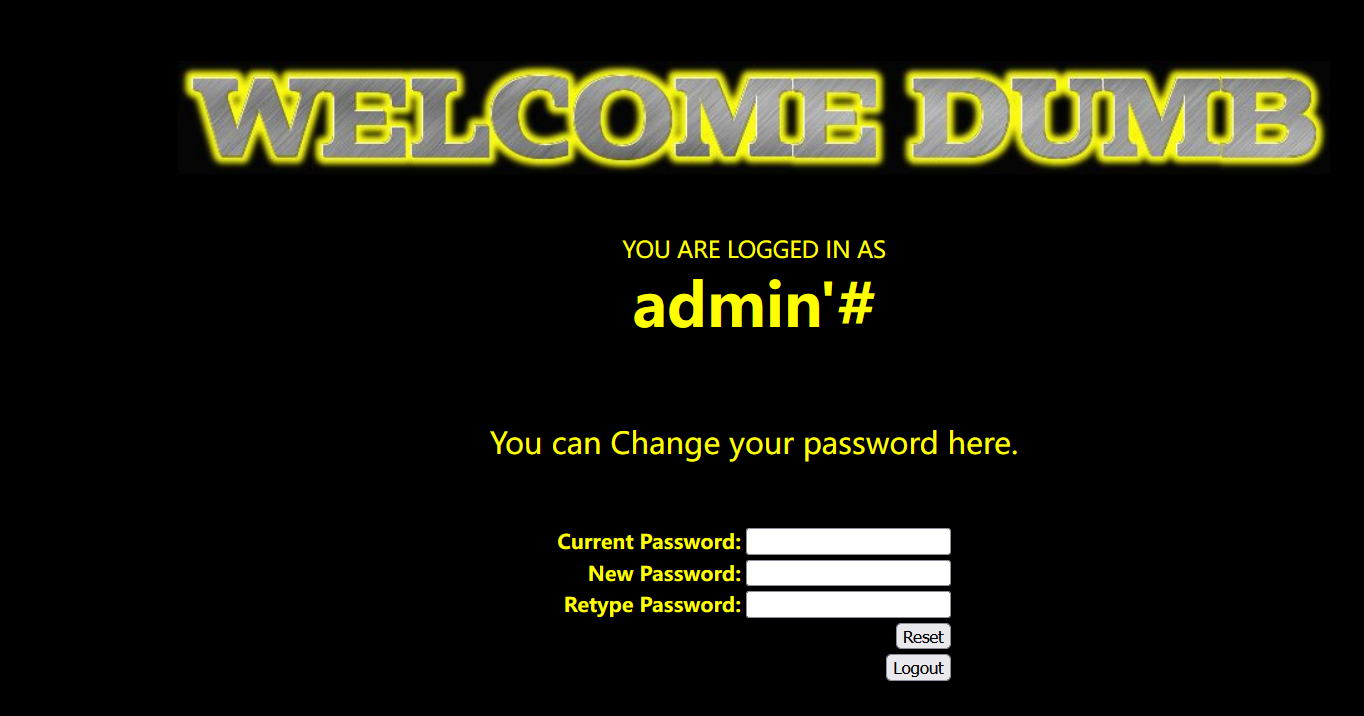 WELCOME DUMB
YOU ARE LOGGED IN AS
admin'#
You can Change your password here.
Current Password:
New Password:
Retype Password:
Reset
Logout